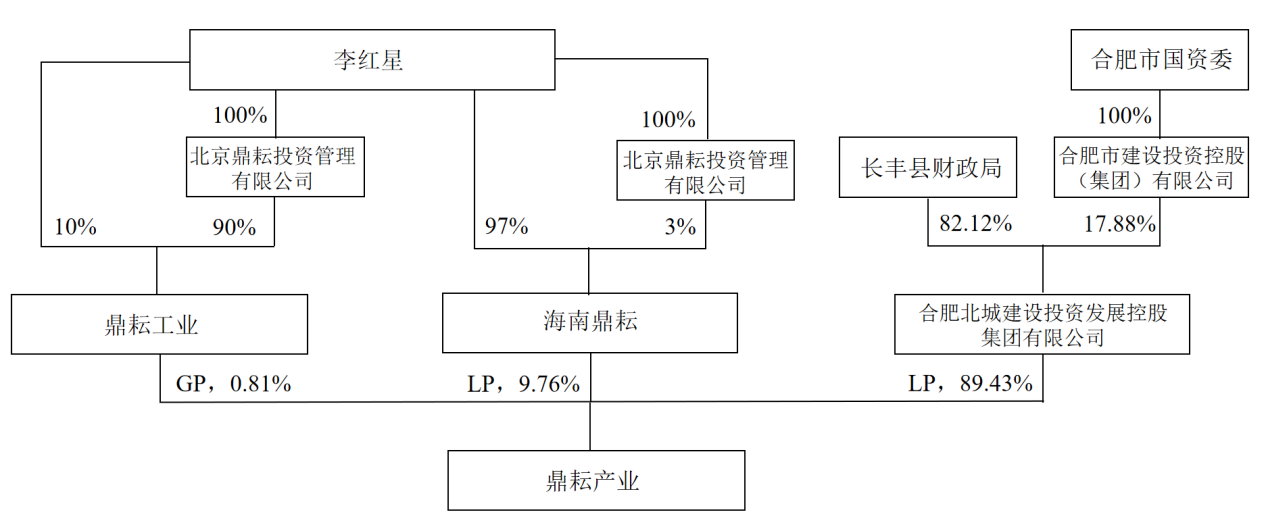 李红星
合肥市国资委
100%
100%
100%
北京鼎耘投资管理
有限公司
北京鼎耘投资管理
有限公司
长丰县财政局
合肥市建设投资控股
（集团）有限公司
10%
90%
97%
3%
82.12%
17.88%
鼎耘工业
海南鼎耘
合肥北城建设投资发展控股
集团有限公司
GP，0.81%
LP，9.76%
LP，89.43%
鼎耘产业